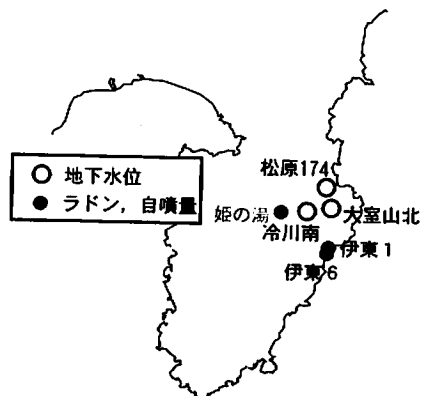 松原174
○ 地下水位
● ラドン,自噴量
姫の湯
大室山北
冷川南
伊東1
伊東6